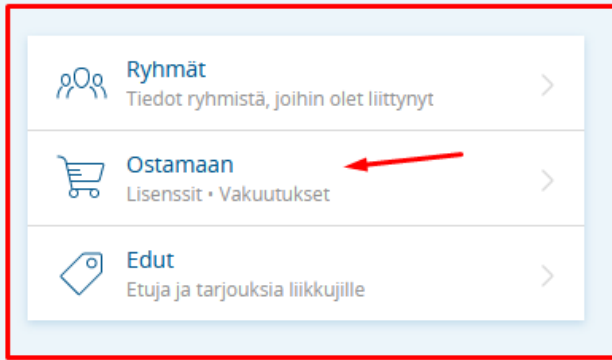 Ryhmät
Tiedot ryhmistä, joihin olet liittynyt
Ostamaan
Lisenssit • Vakuutukset
Edut
Etuja ja tarjouksia liikkujille